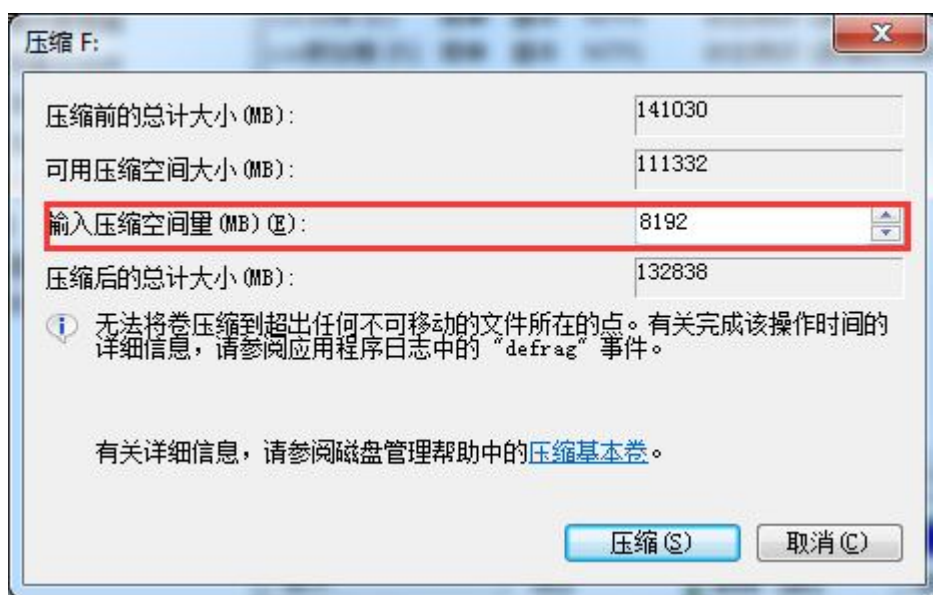 压缩 F:
压缩前的总计大小(MB):
141030
可用压缩空间大小(MB):
111332
输入压缩空间量(MB)(E):
8192
压缩后的总计大小(MB):
132838
无法将卷压缩到超出任何不可移动的文件所在的点。有关完成该操作时间的
详细信息，请参阅应用程序日志中的“defrag”事件。
有关详细信息，请参阅磁盘管理帮助中的压缩基本卷。
压缩(S)
取消(C)